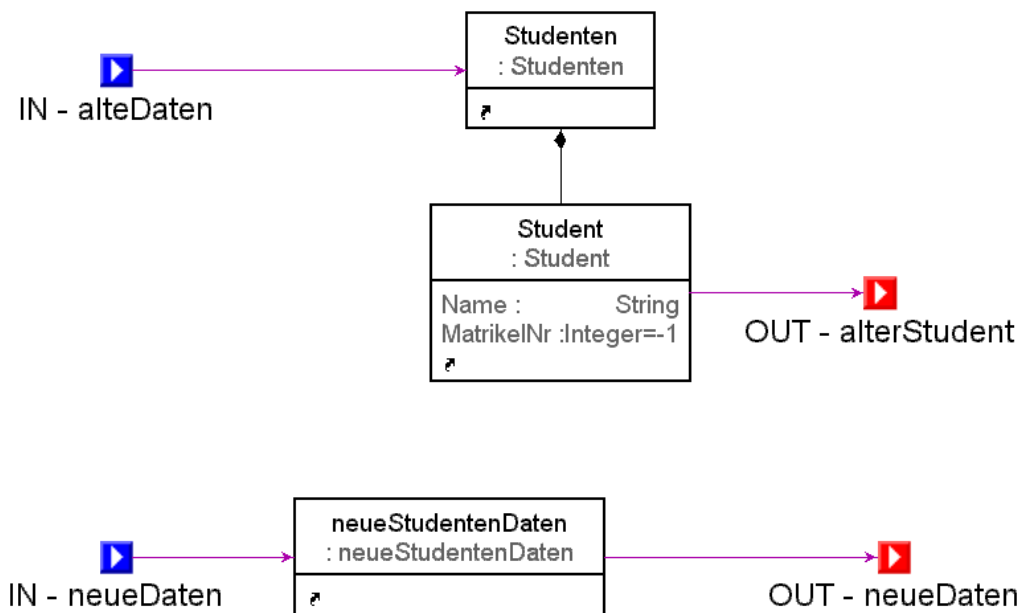 Studenten
: Studenten
IN - alteDaten
Student
: Student
Name : String
MatrikelNr :Integer=-1
OUT - alterStudent
neueStudentenDaten
: neueStudentenDaten
IN - neueDaten
OUT - neueDaten